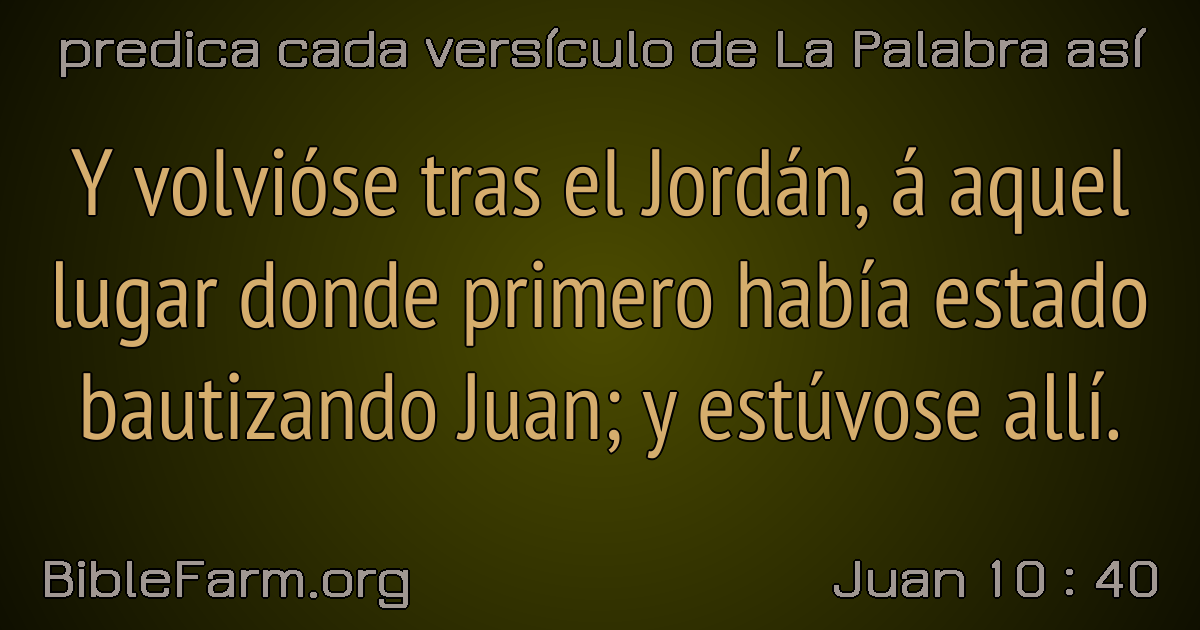 predica cada versículo de La Palabra así
Y volvióse tras el Jordán, á aquel
lugar donde primero había estado
bautizando Juan; y estúvose allí.
BibleFarm.org
Juan 10 : 40